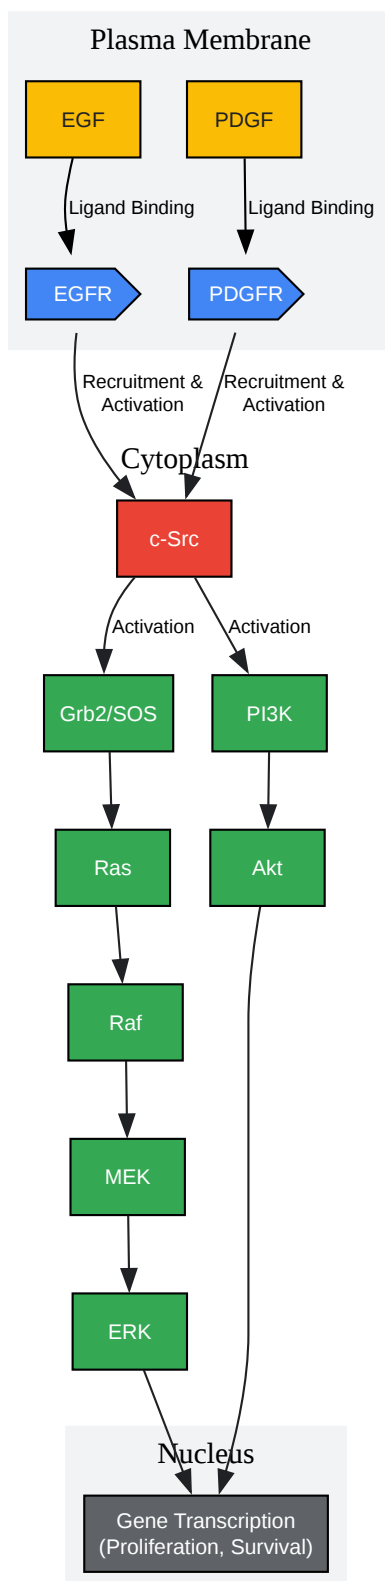 Plasma Membrane
EGF
PDGF
Ligand Binding
Ligand Binding
EGFR
PDGFR
Recruitment &
Activation
Recruitment &
Activation
Cytoplasm
c-Src
Activation
Activation
Grb2/SOS
PI3K
Ras
Akt
Raf
MEK
ERK
Nucleus
Gene Transcription
(Proliferation, Survival)